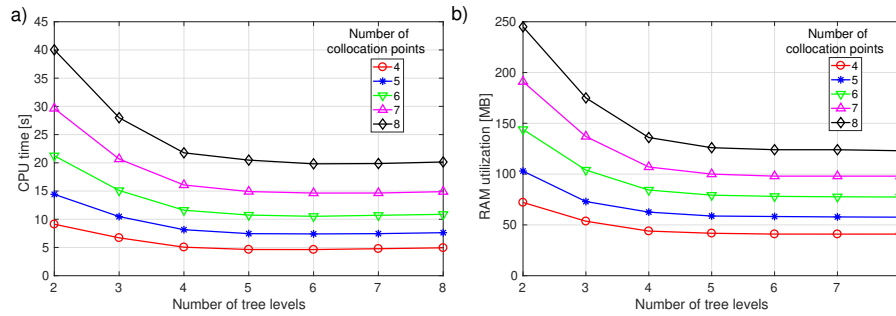 a)
Number of
collocation points
4
5
6
7
8
CPU time [s]
45
40
35
30
25
20
15
10
5
0
2 3 4 5 6 7 8
Number of tree levels
b)
Number of
collocation points
4
5
6
7
8
RAM utilization [MB]
250
200
150
100
50
0
2 3 4 5 6 7
Number of tree levels